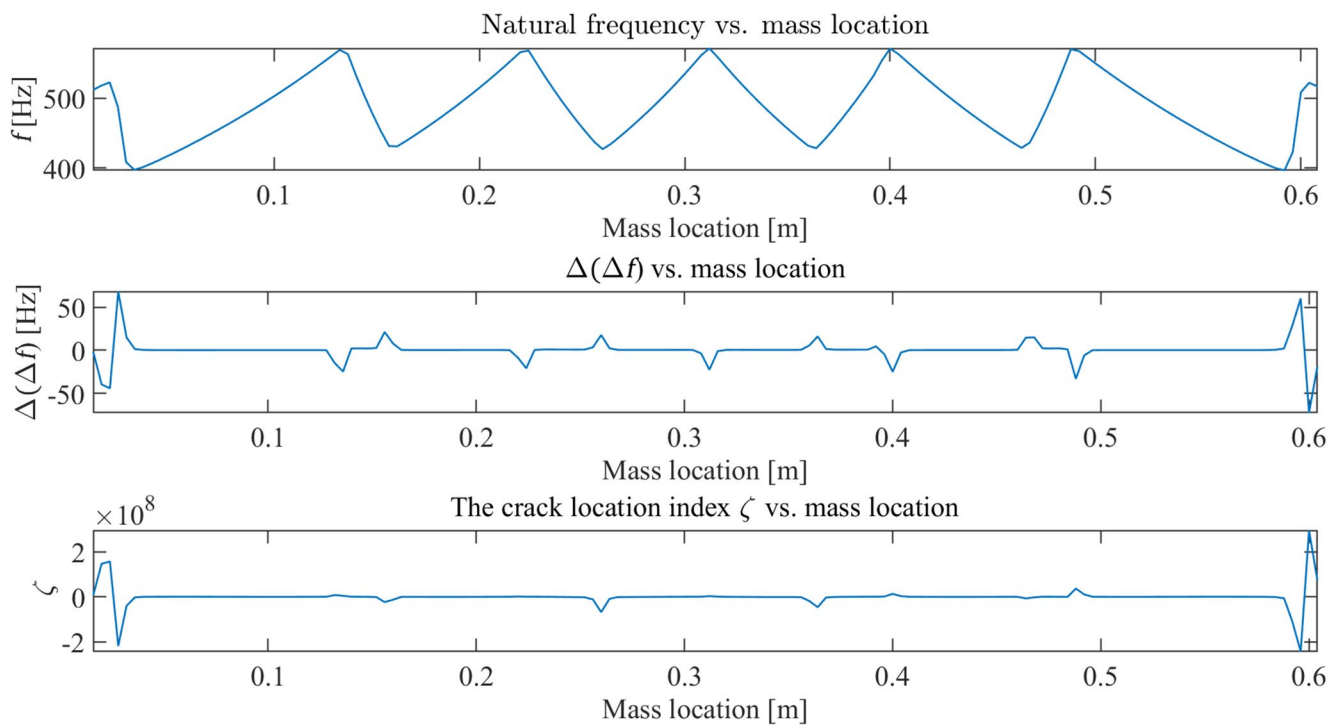 Natural frequency vs. mass location
f [Hz]
500
400
0.1 0.2 0.3 0.4 0.5 0.6
Mass location [m]
Δ(Δf) vs. mass location
Δ(Δf) [Hz]
50
0
-50
0.1 0.2 0.3 0.4 0.5 0.6
Mass location [m]
The crack location index ζ vs. mass location
×10⁸
ζ
2
0
-2
0.1 0.2 0.3 0.4 0.5 0.6
Mass location [m]